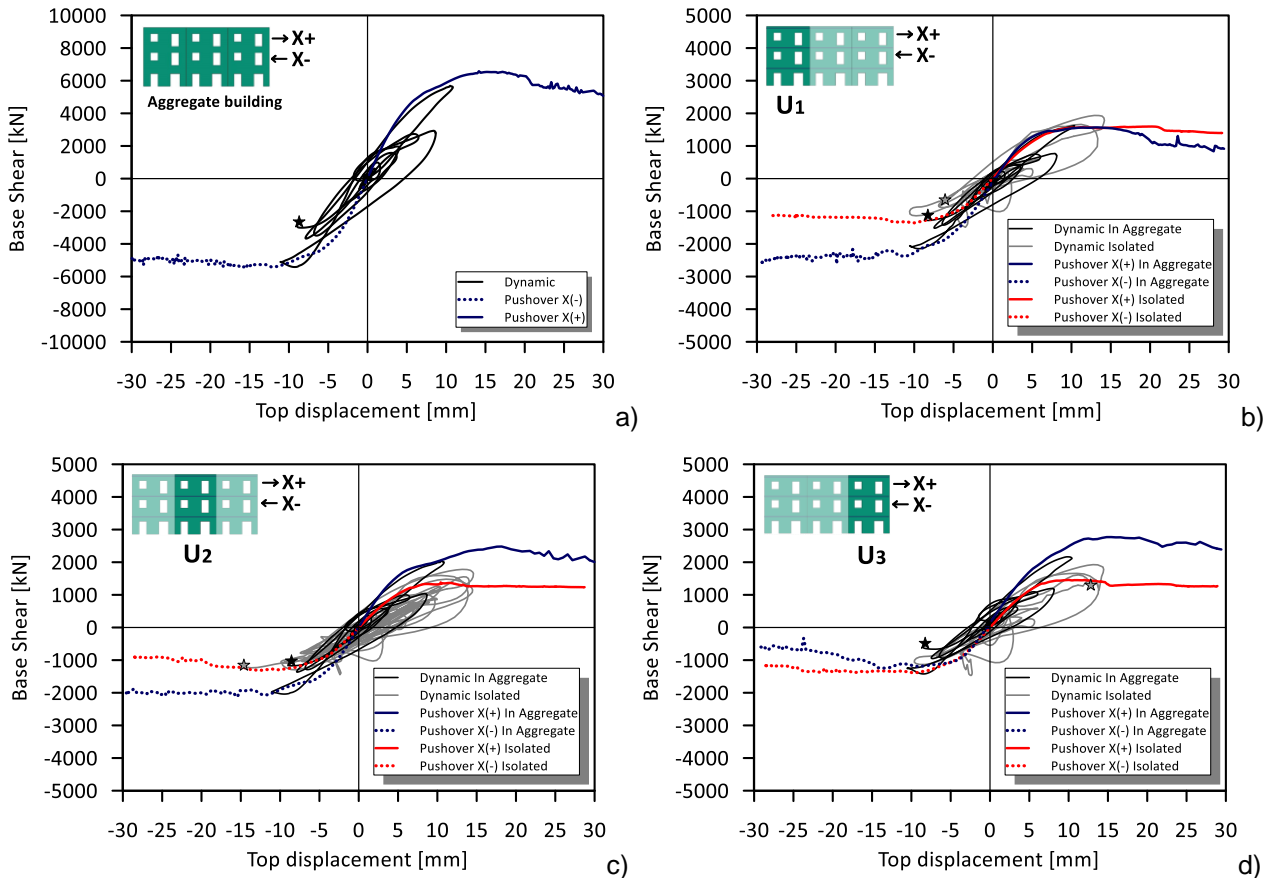 10000
8000
6000
4000
2000
0
-2000
-4000
-6000
-8000
-10000
Base Shear [kN]
X+
X-
Aggregate building
Dynamic
Pushover X(-)
Pushover X(+)
-30 -25 -20 -15 -10 -5 0 5 10 15 20 25 30
Top displacement [mm]
a)
5000
4000
3000
2000
1000
0
-1000
-2000
-3000
-4000
-5000
Base Shear [kN]
X+
X-
U1
Dynamic In Aggregate
Dynamic Isolated
Pushover X(+) In Aggregate
Pushover X(-) In Aggregate
Pushover X(+) Isolated
Pushover X(-) Isolated
-30 -25 -20 -15 -10 -5 0 5 10 15 20 25 30
Top displacement [mm]
b)
5000
4000
3000
2000
1000
0
-1000
-2000
-3000
-4000
-5000
Base Shear [kN]
X+
X-
U2
Dynamic In Aggregate
Dynamic Isolated
Pushover X(+) In Aggregate
Pushover X(-) In Aggregate
Pushover X(+) Isolated
Pushover X(-) Isolated
-30 -25 -20 -15 -10 -5 0 5 10 15 20 25 30
Top displacement [mm]
c)
5000
4000
3000
2000
1000
0
-1000
-2000
-3000
-4000
-5000
Base Shear [kN]
X+
X-
U3
Dynamic In Aggregate
Dynamic Isolated
Pushover X(+) In Aggregate
Pushover X(-) In Aggregate
Pushover X(+) Isolated
Pushover X(-) Isolated
-30 -25 -20 -15 -10 -5 0 5 10 15 20 25 30
Top displacement [mm]
d)